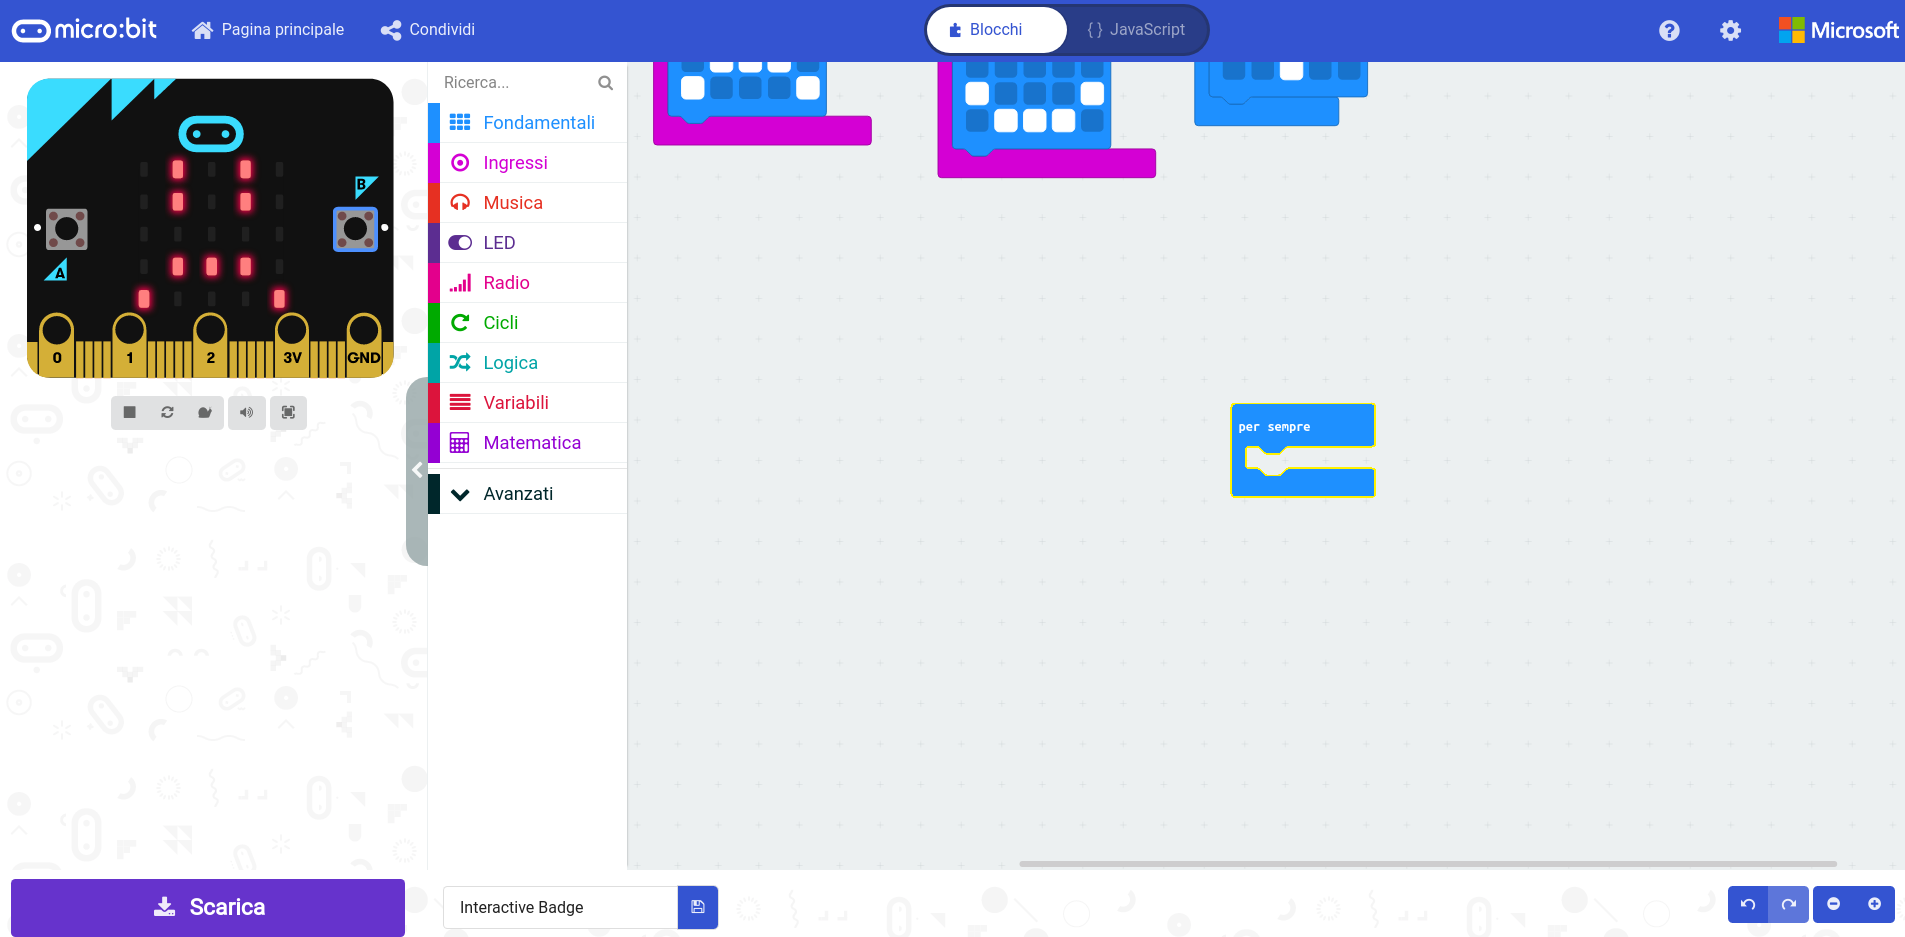 micro:bit
Pagina principale
Condividi
Blocchi
{ } JavaScript
?
Microsoft
B
A
0
1
2
3V
GND
Ricerca...
Fondamentali
Ingressi
Musica
LED
Radio
Cicli
Logica
Variabili
Matematica
Avanzati
per sempre
Scarica
Interactive Badge